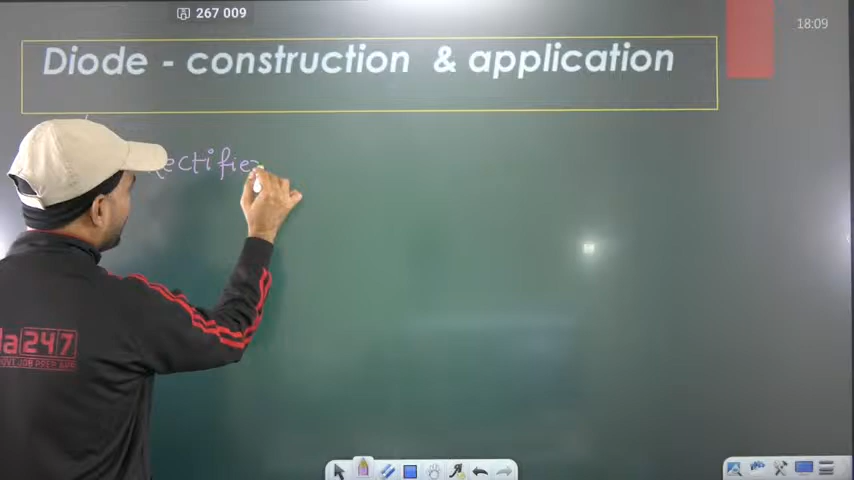 267 009
18:09
Diode - construction & application
ectifie
a247